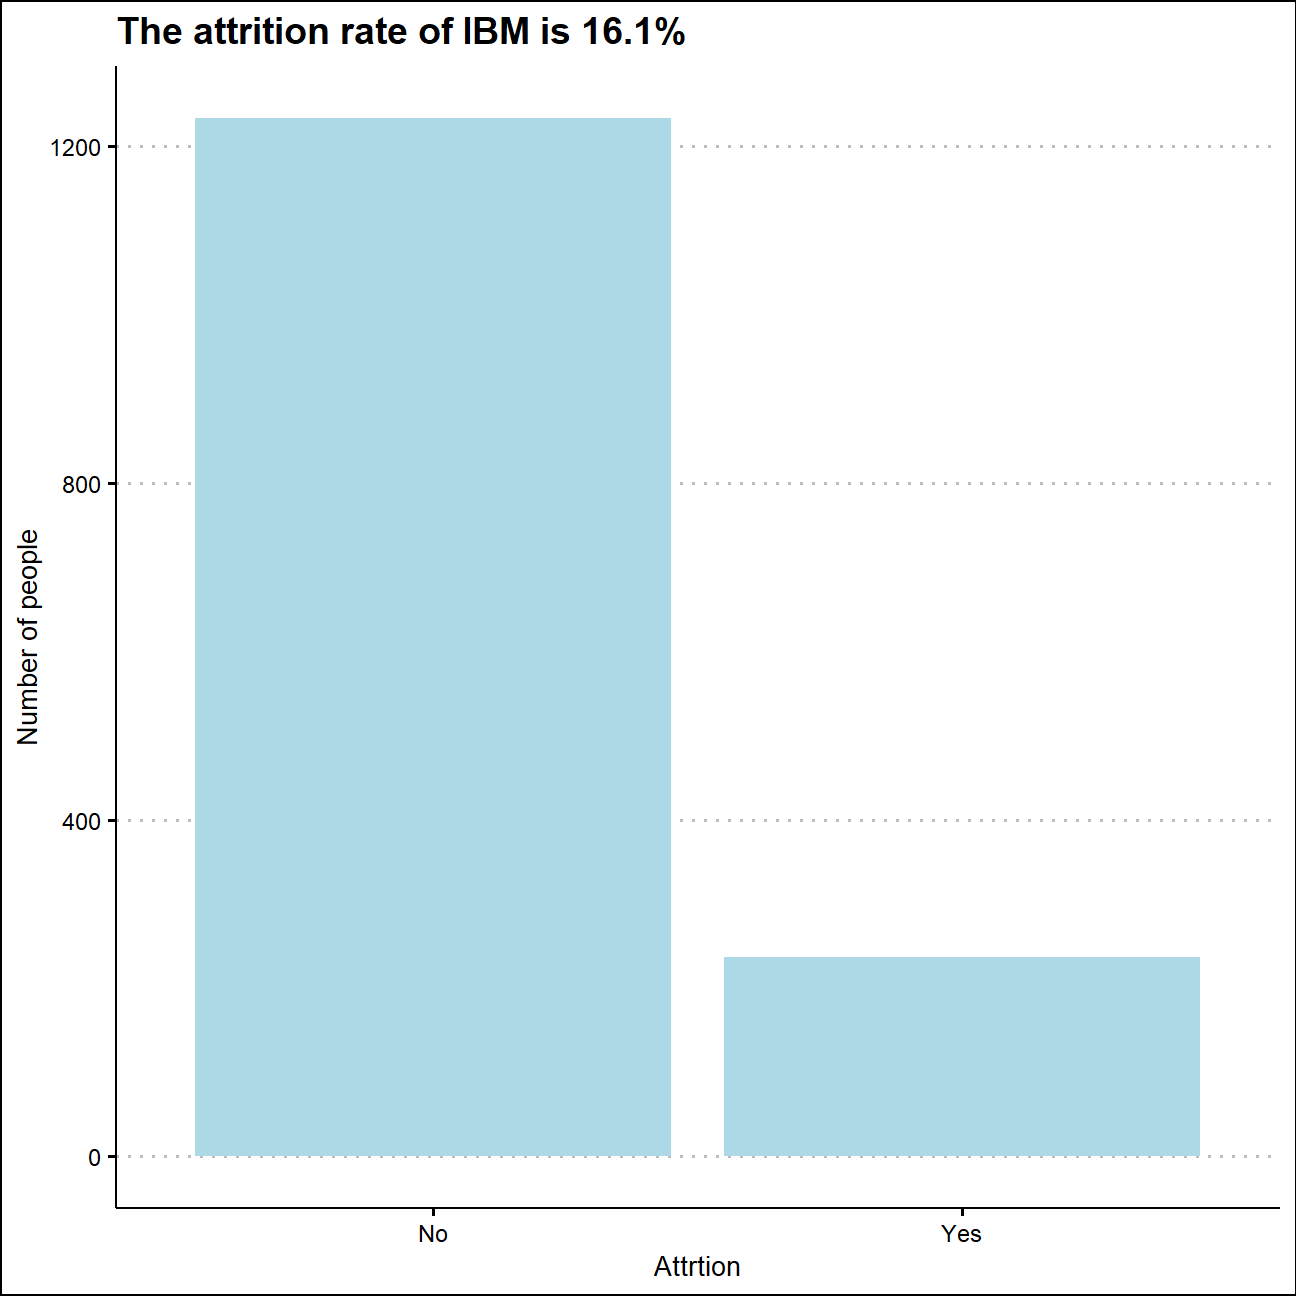 The attrition rate of IBM is 16.1%
1200
800
400
0
Number of people
No
Yes
Attrtion